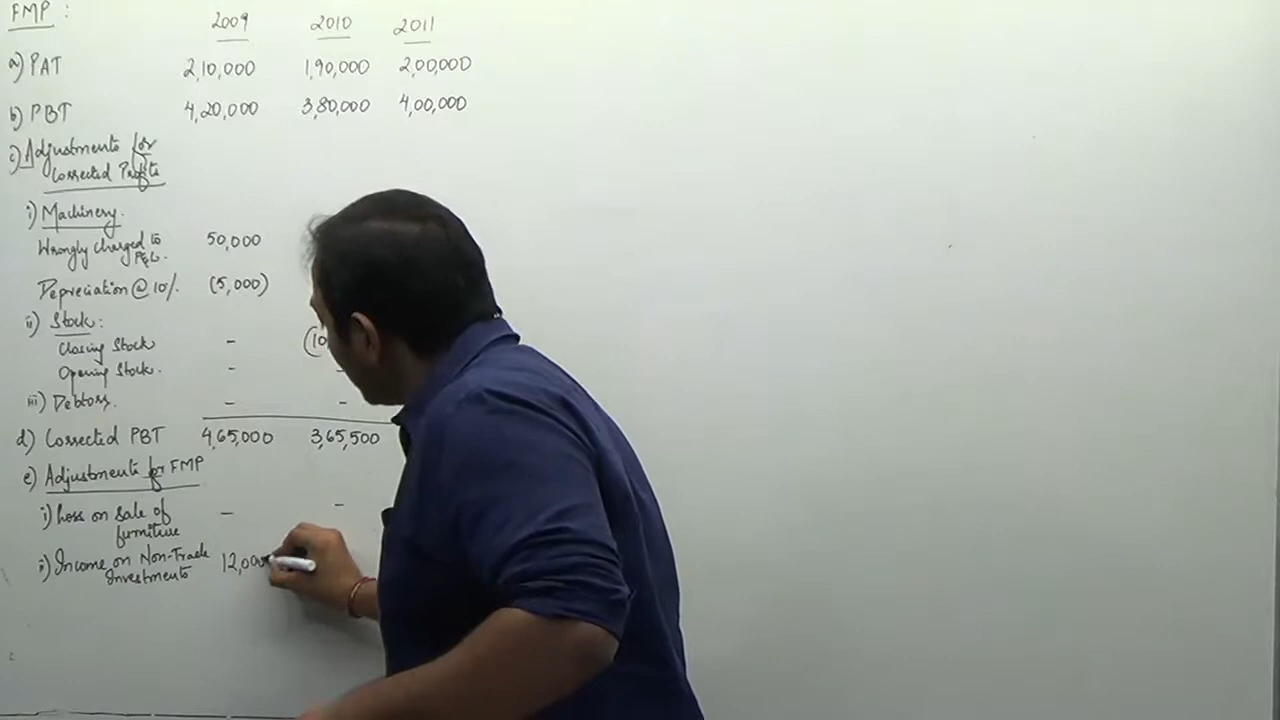 FMP :
2009 2010 2011
a) PAT 2,10,000 1,90,000 2,00,000
b) PBT 4,20,000 3,80,000 4,00,000
c) Adjustments for
Corrected Profits
i) Machinery.
Wrongly charged to 50,000
P&L.
Depreciation @ 10%. (5,000)
ii) Stock:
Closing Stock - (10
Opening Stock. - -
iii) Debtors. - -
d) Corrected PBT 4,65,000 3,65,500
e) Adjustments for FMP
i) Loss on Sale of - -
furniture
ii) Income on Non-Trade 12,000
Investments